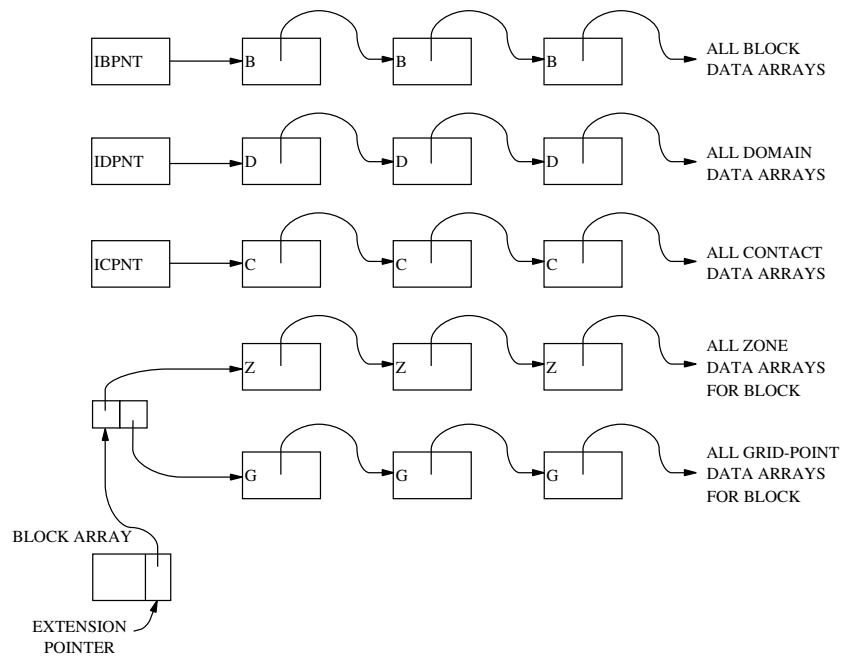 IBPNT B B B ALL BLOCK
DATA ARRAYS
IDPNT D D D ALL DOMAIN
DATA ARRAYS
ICPNT C C C ALL CONTACT
DATA ARRAYS
Z Z Z ALL ZONE
DATA ARRAYS
FOR BLOCK
G G G ALL GRID-POINT
DATA ARRAYS
FOR BLOCK
BLOCK ARRAY
EXTENSION
POINTER